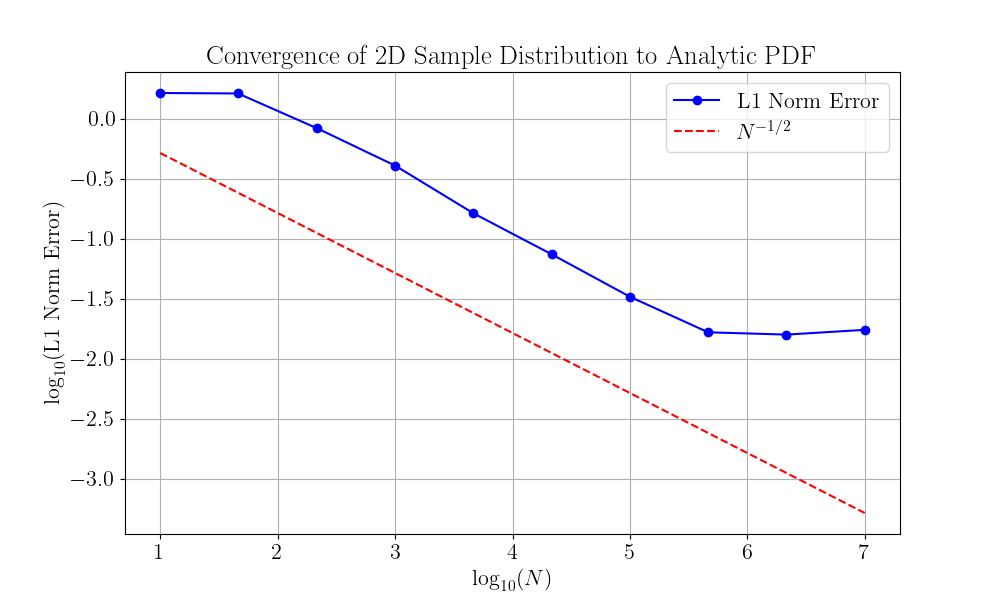 Convergence of 2D Sample Distribution to Analytic PDF
L1 Norm Error
N^{-1/2}
0.0
−0.5
−1.0
−1.5
−2.0
−2.5
−3.0
log₁₀(L1 Norm Error)
1 2 3 4 5 6 7
log₁₀(N)